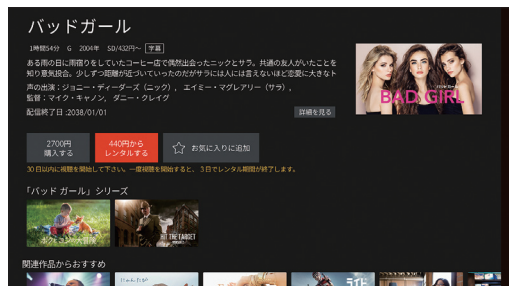 バッドガール
1時間54分 G 2004年 SD/432円〜 字幕
ある雨の日に雨宿りをしていたコーヒー店で偶然出会ったニックとサラ。共通の友人がいたことを
知り意気投合。少しずつ距離が近づいていったのだがサラには人には言えないほど恋愛に大きなト
声の出演：ジョニー・ディーダーズ（ニック）, エイミー・マグレアリー（サラ）,
監督：マイク・キャノン, ダニー・クレイグ
配信終了日:2038/01/01
詳細を見る
BAD GIRL
2700円
購入する
440円から
レンタルする
お気に入りに追加
30日以内に視聴を開始して下さい。一度視聴を開始すると、3日でレンタル期間が終了します。
「バッド ガール」シリーズ
HIT THE TARGET
関連作品からおすすめ